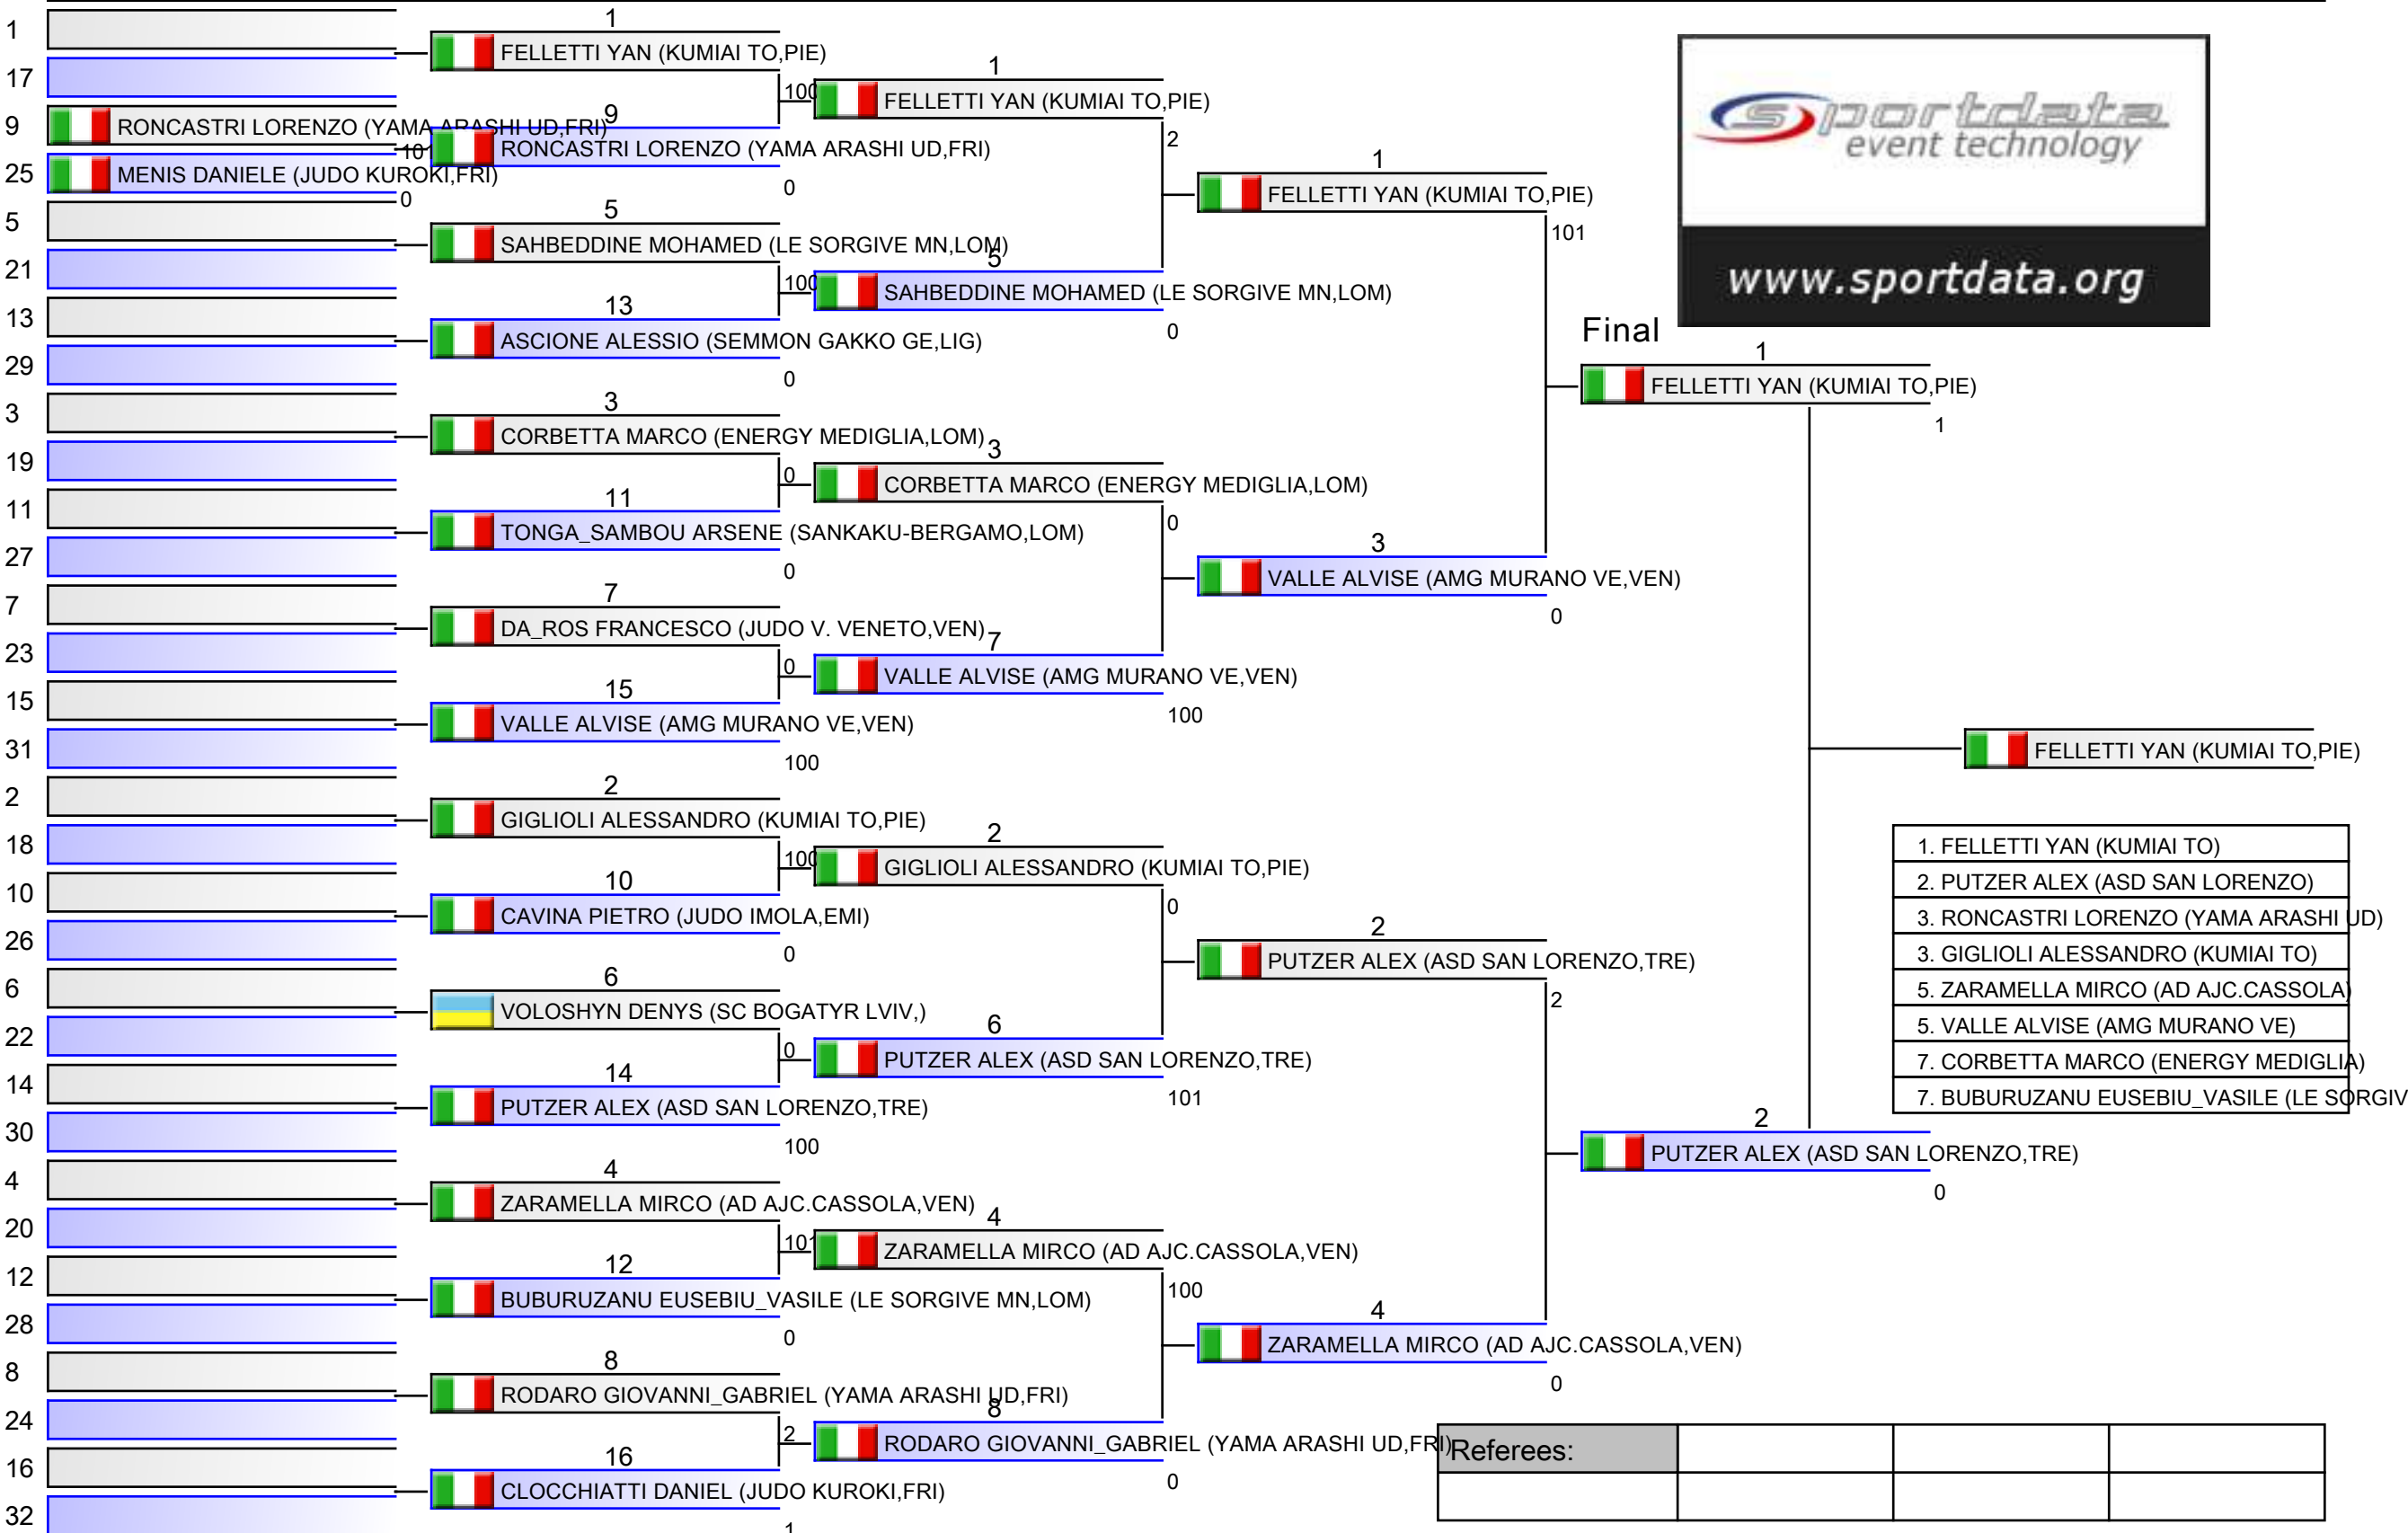 1
17
9 RONCASTRI LORENZO (YAMA ARASHI UD,FRI)
101
25 MENIS DANIELE (JUDO KUROKI,FRI)
0
5
21
13
29
3
19
11
27
7
23
15
31
2
18
10
26
6
22
14
30
4
20
12
28
8
24
16
32
1
FELLETTI YAN (KUMIAI TO,PIE)
100
9
RONCASTRI LORENZO (YAMA ARASHI UD,FRI)
0
5
SAHBEDDINE MOHAMED (LE SORGIVE MN,LOM)
100
13
ASCIONE ALESSIO (SEMMON GAKKO GE,LIG)
0
3
CORBETTA MARCO (ENERGY MEDIGLIA,LOM)
0
11
TONGA_SAMBOU ARSENE (SANKAKU-BERGAMO,LOM)
0
7
DA_ROS FRANCESCO (JUDO V. VENETO,VEN)
0
15
VALLE ALVISE (AMG MURANO VE,VEN)
100
2
GIGLIOLI ALESSANDRO (KUMIAI TO,PIE)
100
10
CAVINA PIETRO (JUDO IMOLA,EMI)
0
6
VOLOSHYN DENYS (SC BOGATYR LVIV,)
0
14
PUTZER ALEX (ASD SAN LORENZO,TRE)
100
4
ZARAMELLA MIRCO (AD AJC.CASSOLA,VEN)
101
12
BUBURUZANU EUSEBIU_VASILE (LE SORGIVE MN,LOM)
0
8
RODARO GIOVANNI_GABRIEL (YAMA ARASHI UD,FRI)
2
16
CLOCCHIATTI DANIEL (JUDO KUROKI,FRI)
1
1
FELLETTI YAN (KUMIAI TO,PIE)
2
5
SAHBEDDINE MOHAMED (LE SORGIVE MN,LOM)
0
3
CORBETTA MARCO (ENERGY MEDIGLIA,LOM)
0
7
VALLE ALVISE (AMG MURANO VE,VEN)
100
2
GIGLIOLI ALESSANDRO (KUMIAI TO,PIE)
0
6
PUTZER ALEX (ASD SAN LORENZO,TRE)
101
4
ZARAMELLA MIRCO (AD AJC.CASSOLA,VEN)
100
8
RODARO GIOVANNI_GABRIEL (YAMA ARASHI UD,FRI)
0
1
FELLETTI YAN (KUMIAI TO,PIE)
101
3
VALLE ALVISE (AMG MURANO VE,VEN)
0
2
PUTZER ALEX (ASD SAN LORENZO,TRE)
2
4
ZARAMELLA MIRCO (AD AJC.CASSOLA,VEN)
0
sportdata
event technology
www.sportdata.org
Final
1
FELLETTI YAN (KUMIAI TO,PIE)
1
2
PUTZER ALEX (ASD SAN LORENZO,TRE)
0
FELLETTI YAN (KUMIAI TO,PIE)
1. FELLETTI YAN (KUMIAI TO)
2. PUTZER ALEX (ASD SAN LORENZO)
3. RONCASTRI LORENZO (YAMA ARASHI UD)
3. GIGLIOLI ALESSANDRO (KUMIAI TO)
5. ZARAMELLA MIRCO (AD AJC.CASSOLA)
5. VALLE ALVISE (AMG MURANO VE)
7. CORBETTA MARCO (ENERGY MEDIGLIA)
7. BUBURUZANU EUSEBIU_VASILE (LE SORGIV
Referees: